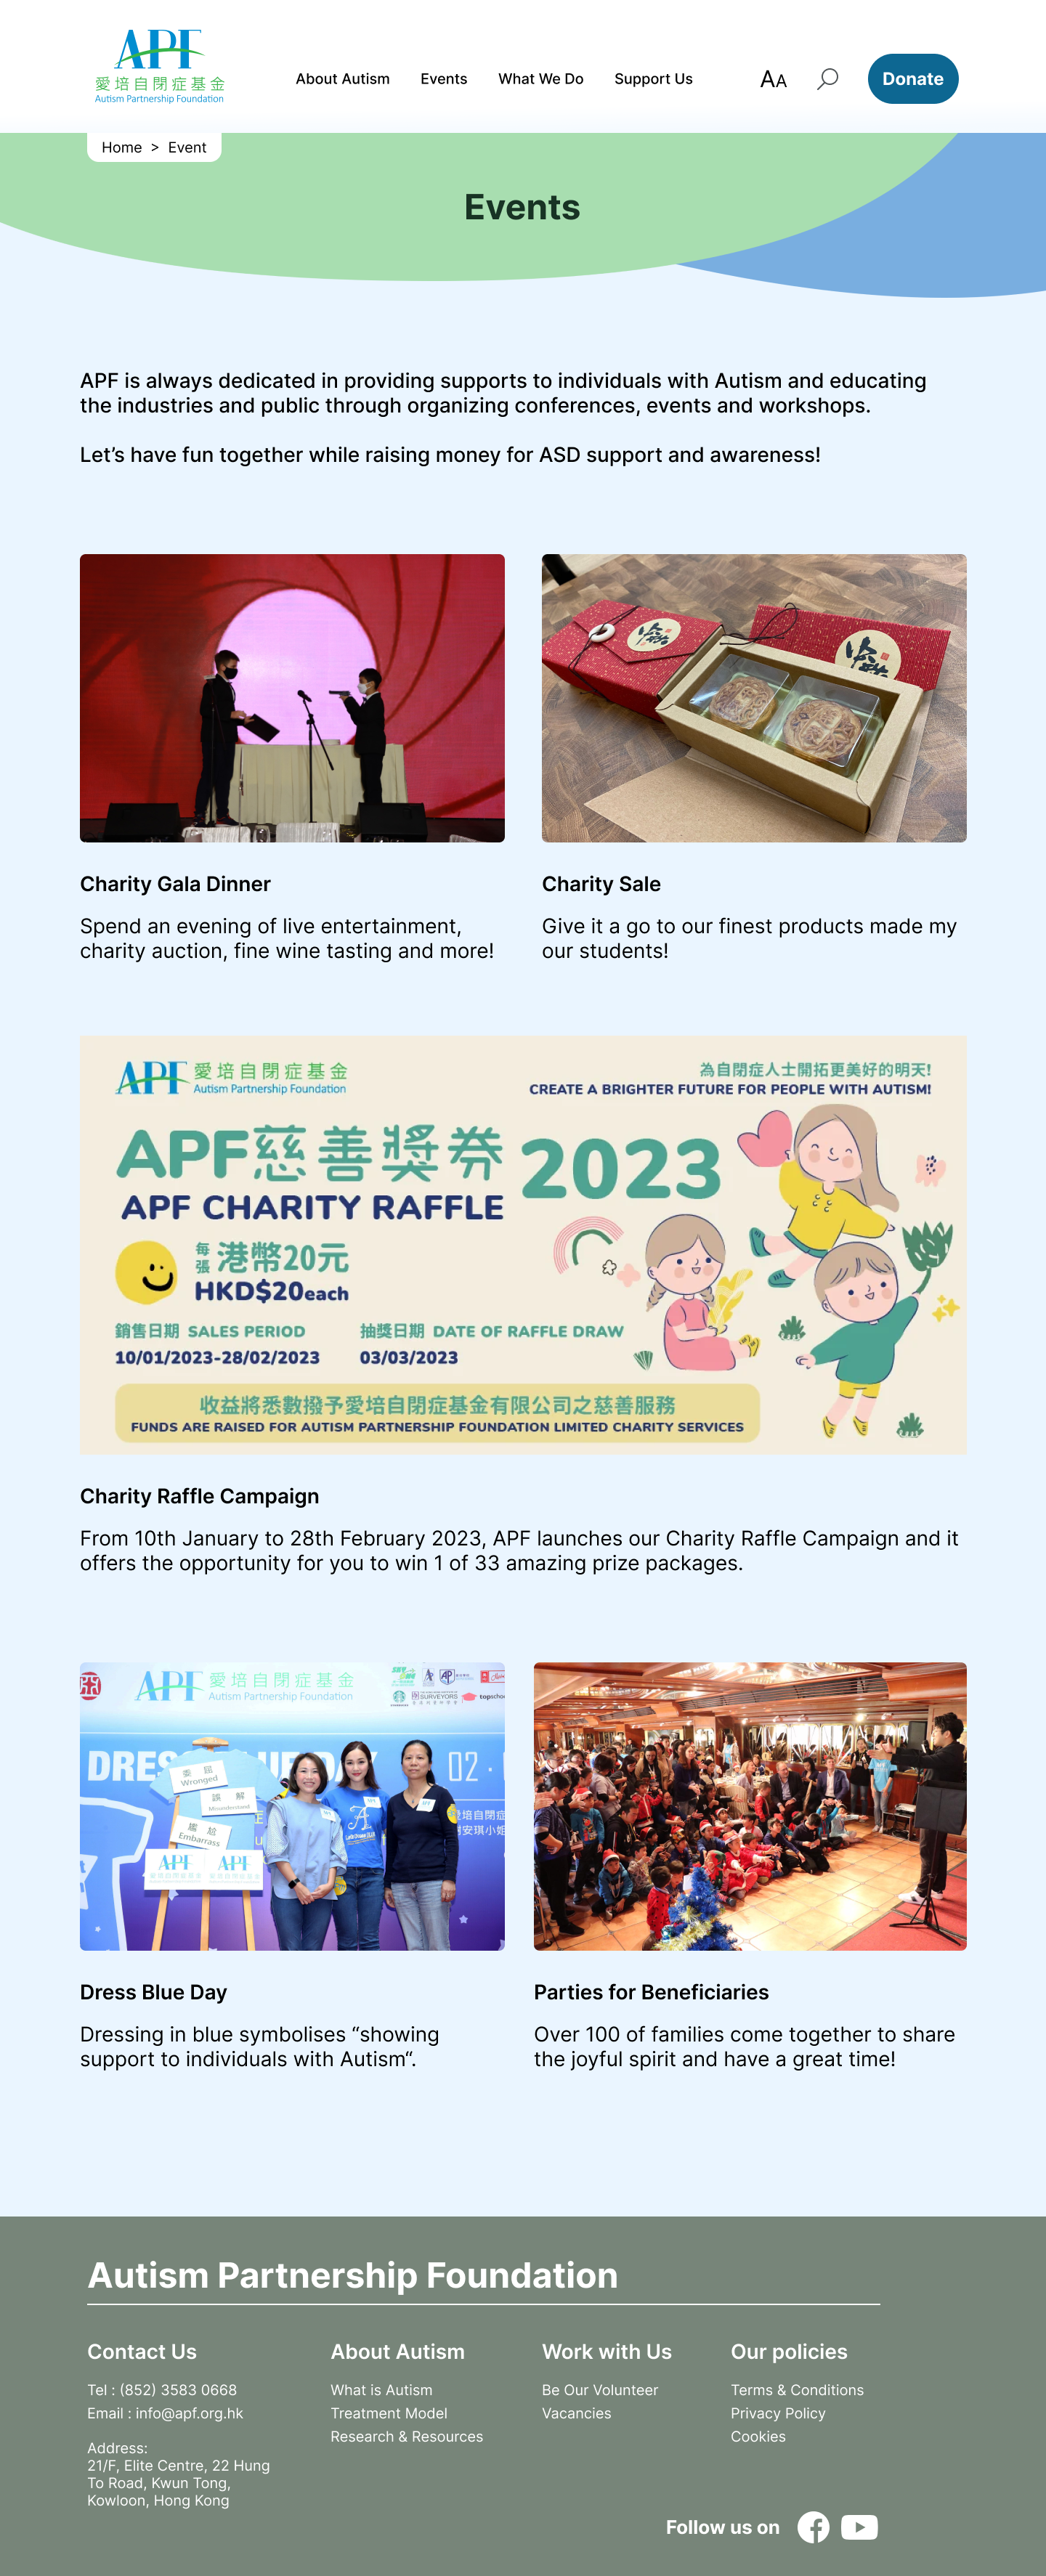 APF
愛培自閉症基金
Autism Partnership Foundation
About Autism
Events
What We Do
Support Us
AA
Donate
Home > Event
Events
APF is always dedicated in providing supports to individuals with Autism and educating
the industries and public through organizing conferences, events and workshops.
Let’s have fun together while raising money for ASD support and awareness!
Charity Gala Dinner
Spend an evening of live entertainment,
charity auction, fine wine tasting and more!
Charity Sale
Give it a go to our finest products made my
our students!
APF 愛培自閉症基金
Autism Partnership Foundation
為自閉症人士開拓更美好的明天!
CREATE A BRIGHTER FUTURE FOR PEOPLE WITH AUTISM!
APF慈善獎券 2023
APF CHARITY RAFFLE
每張 港幣20元
HKD$20each
銷售日期 SALES PERIOD
10/01/2023-28/02/2023
抽獎日期 DATE OF RAFFLE DRAW
03/03/2023
收益將悉數撥予愛培自閉症基金有限公司之慈善服務
FUNDS ARE RAISED FOR AUTISM PARTNERSHIP FOUNDATION LIMITED CHARITY SERVICES
Charity Raffle Campaign
From 10th January to 28th February 2023, APF launches our Charity Raffle Campaign and it
offers the opportunity for you to win 1 of 33 amazing prize packages.
APF 愛培自閉症基金
Autism Partnership Foundation
SURVEYORS
topschool
DRESS BLUE DAY
02 ·
委屈
Wronged
誤解
Misunderstand
尷尬
Embarrass
APF
APF
培自閉症
安琪小姐
Dress Blue Day
Dressing in blue symbolises “showing
support to individuals with Autism“.
Parties for Beneficiaries
Over 100 of families come together to share
the joyful spirit and have a great time!
Autism Partnership Foundation
Contact Us
Tel : (852) 3583 0668
Email : info@apf.org.hk
Address:
21/F, Elite Centre, 22 Hung
To Road, Kwun Tong,
Kowloon, Hong Kong
About Autism
What is Autism
Treatment Model
Research & Resources
Work with Us
Be Our Volunteer
Vacancies
Our policies
Terms & Conditions
Privacy Policy
Cookies
Follow us on